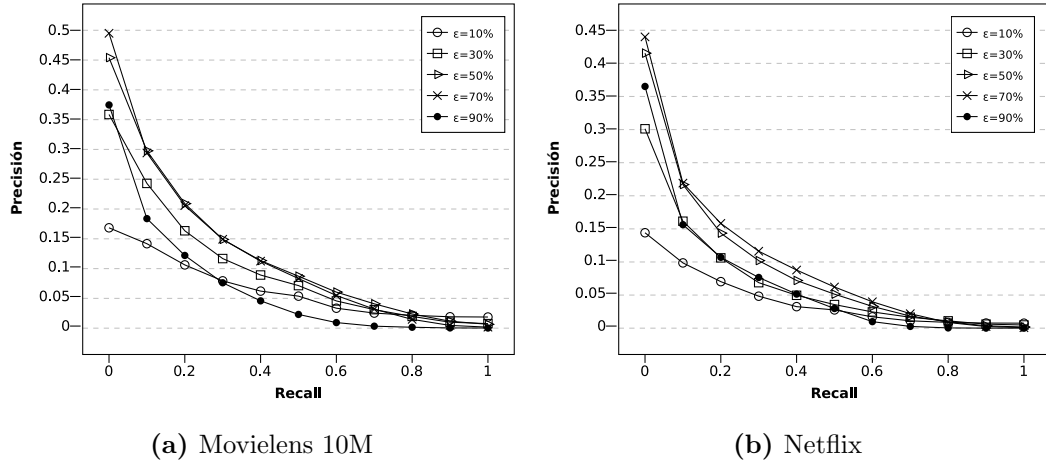 0.5
0.45
0.4
0.35
0.3
0.25
0.2
0.15
0.1
0.05
0
Precisión
0 0.2 0.4 0.6 0.8 1
Recall
ε=10%
ε=30%
ε=50%
ε=70%
ε=90%
(a) Movielens 10M
0.45
0.4
0.35
0.3
0.25
0.2
0.15
0.1
0.05
0
Precisión
0 0.2 0.4 0.6 0.8 1
Recall
ε=10%
ε=30%
ε=50%
ε=70%
ε=90%
(b) Netflix